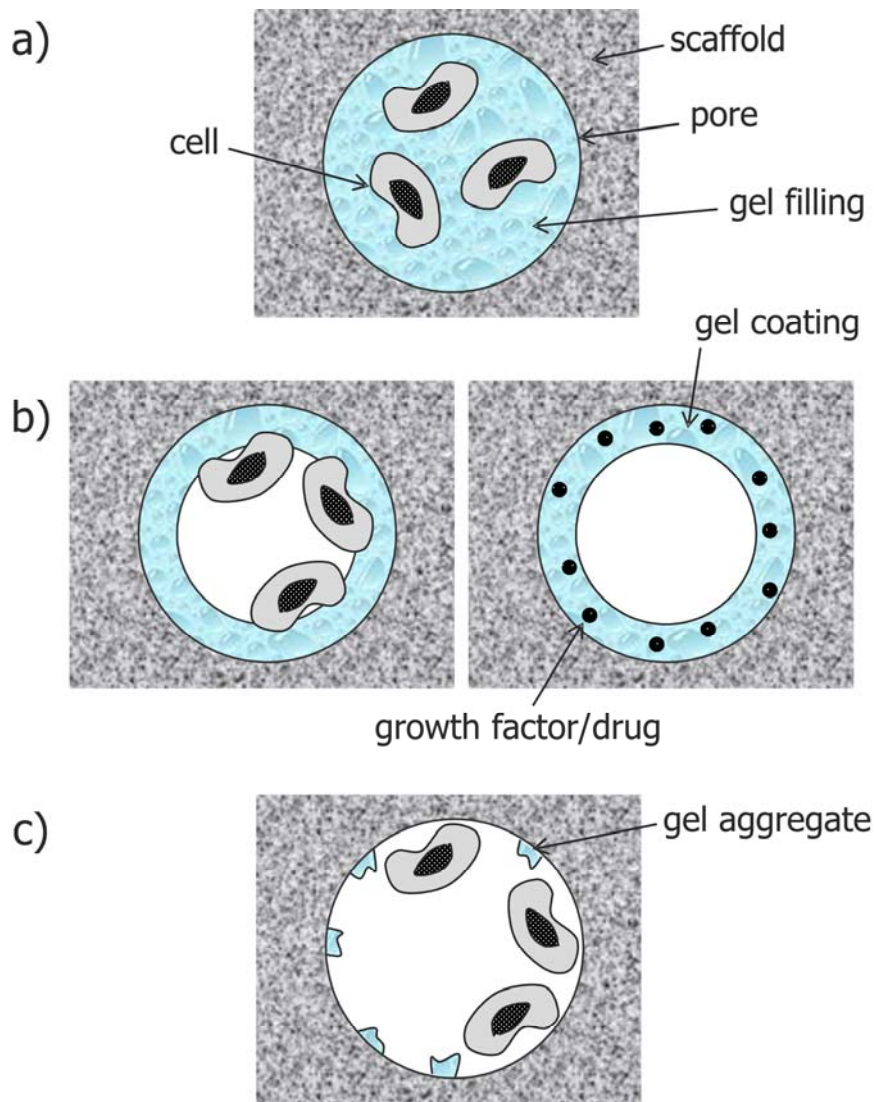 a)
scaffold
pore
cell
gel filling
gel coating
b)
growth factor/drug
c)
gel aggregate